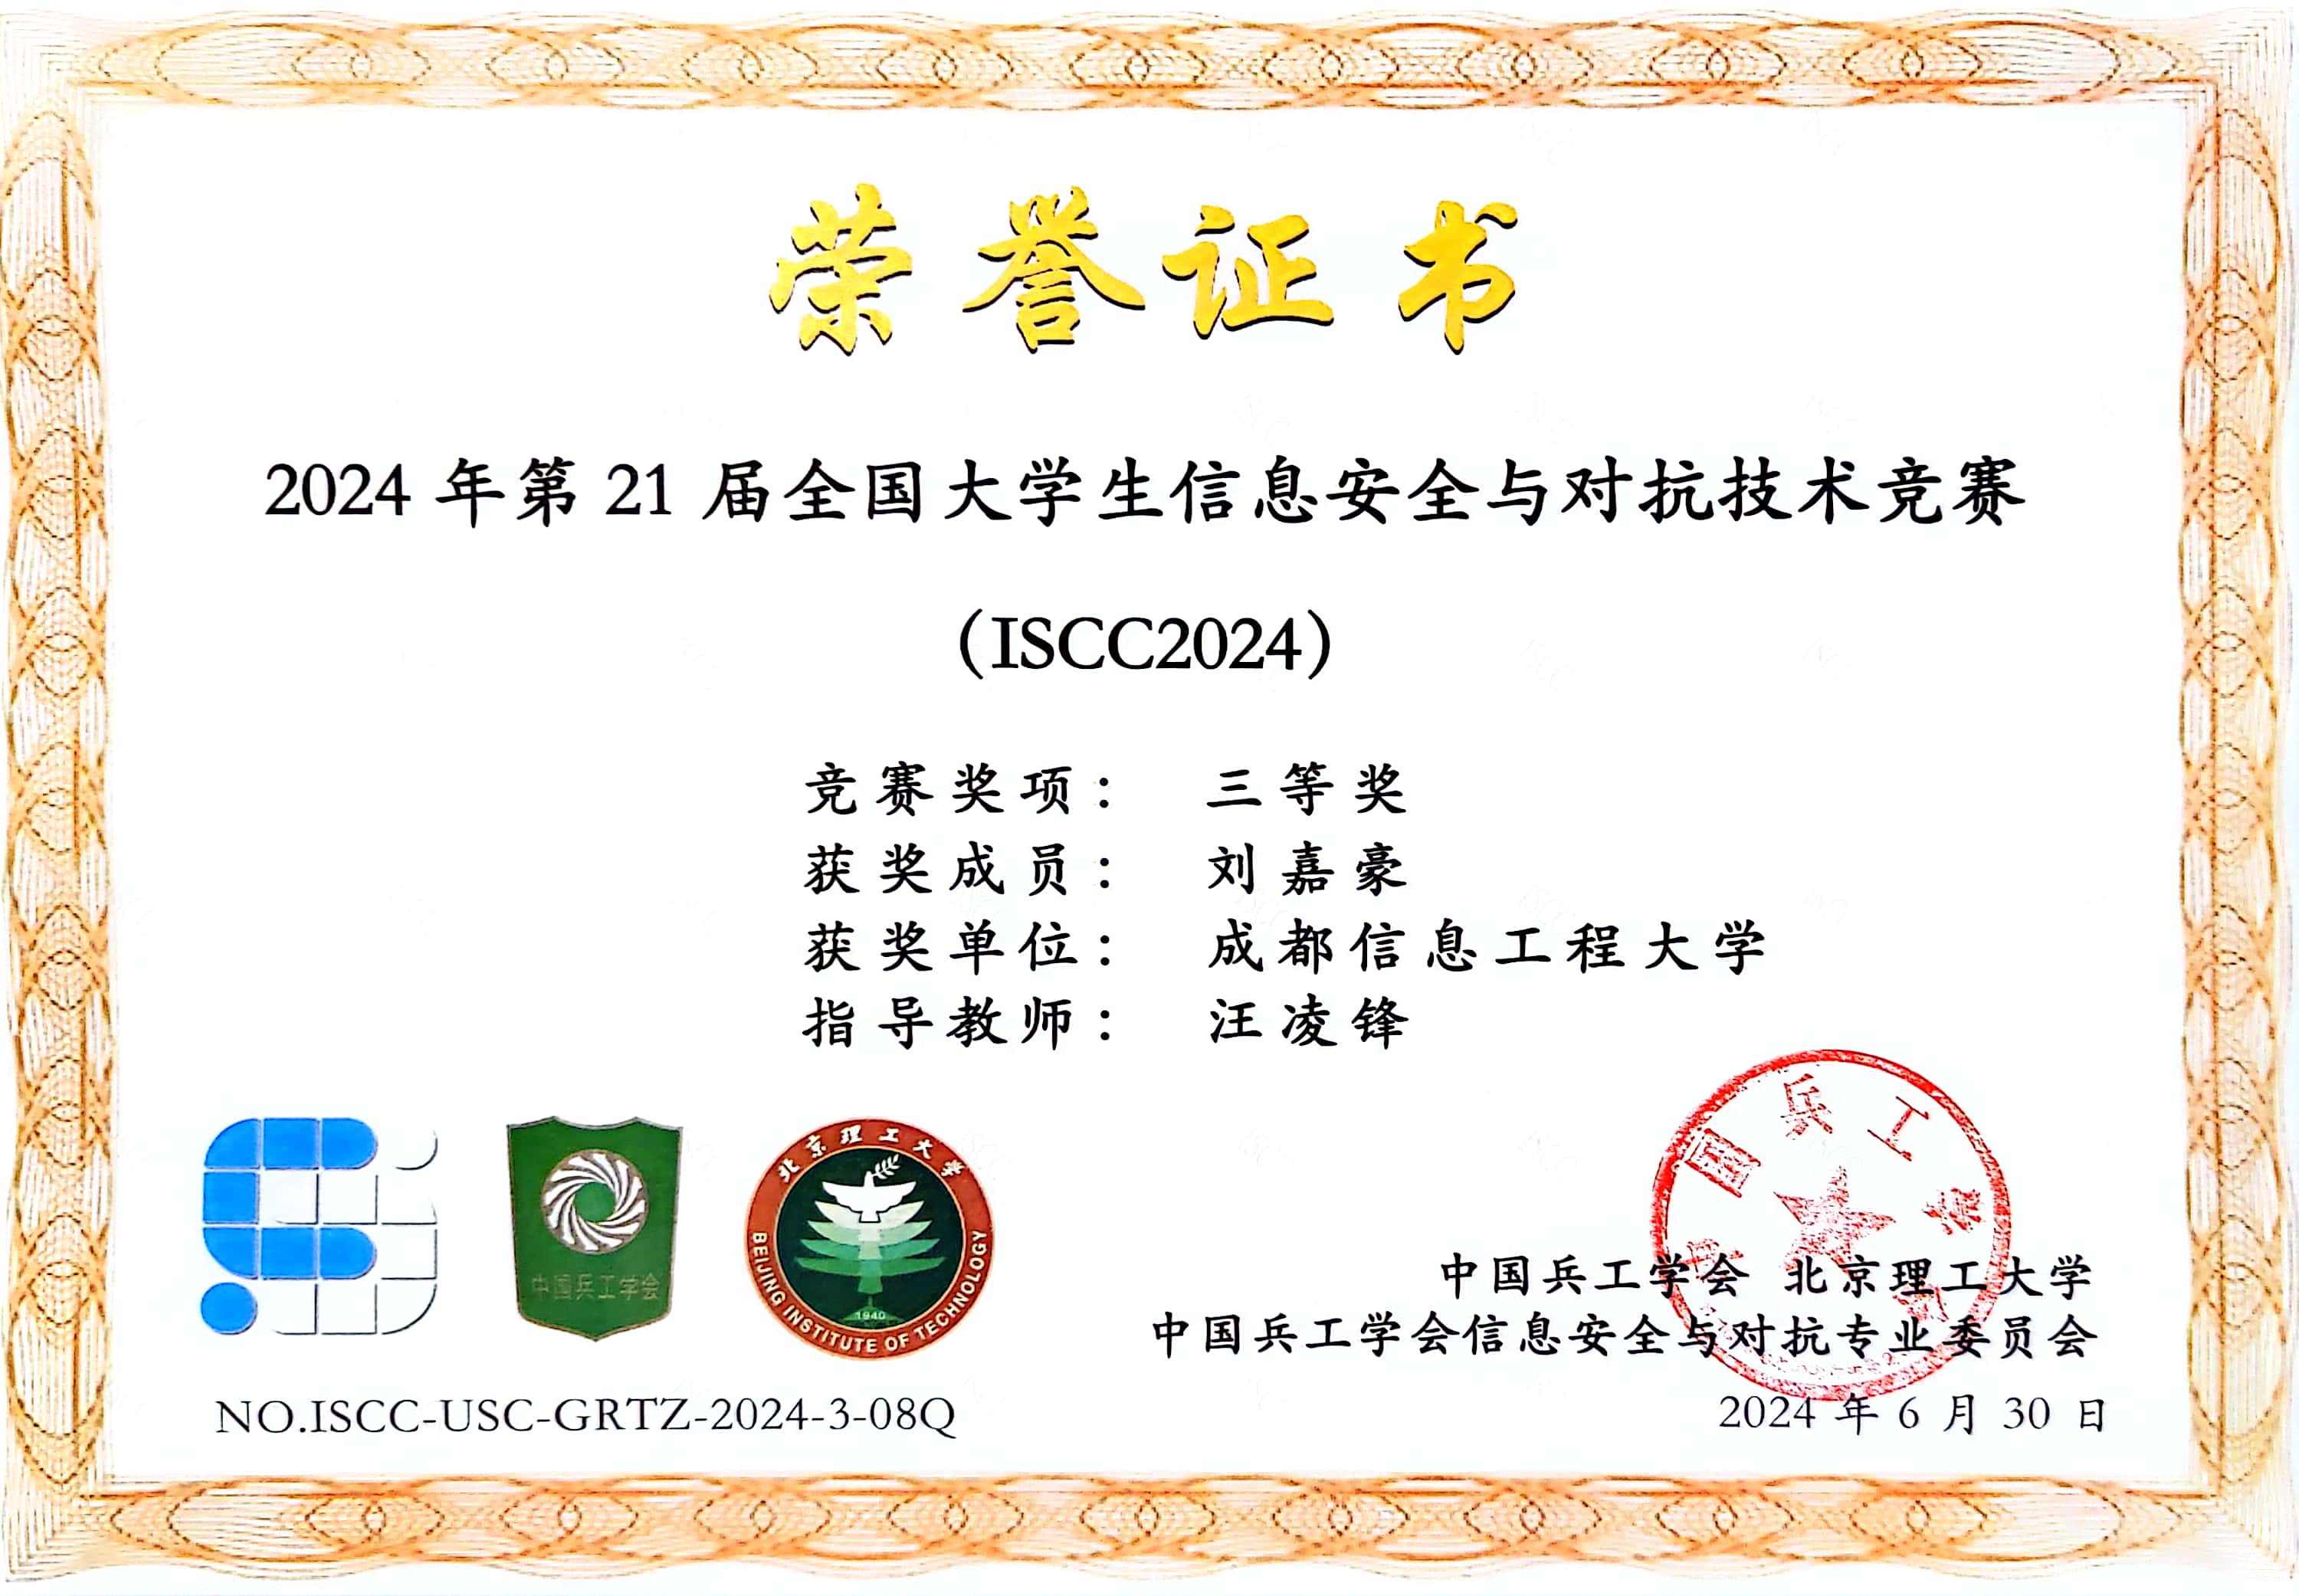 荣誉证书
2024 年第 21 届全国大学生信息安全与对抗技术竞赛
（ISCC2024）
竞赛奖项： 三等奖
获奖成员： 刘嘉豪
获奖单位： 成都信息工程大学
指导教师： 汪凌锋
中国兵工学会
北京理工大学
BEIJING INSTITUTE OF TECHNOLOGY
1940
国兵工
中国兵工学会 北京理工大学
中国兵工学会信息安全与对抗专业委员会
NO.ISCC-USC-GRTZ-2024-3-08Q
2024 年 6 月 30 日